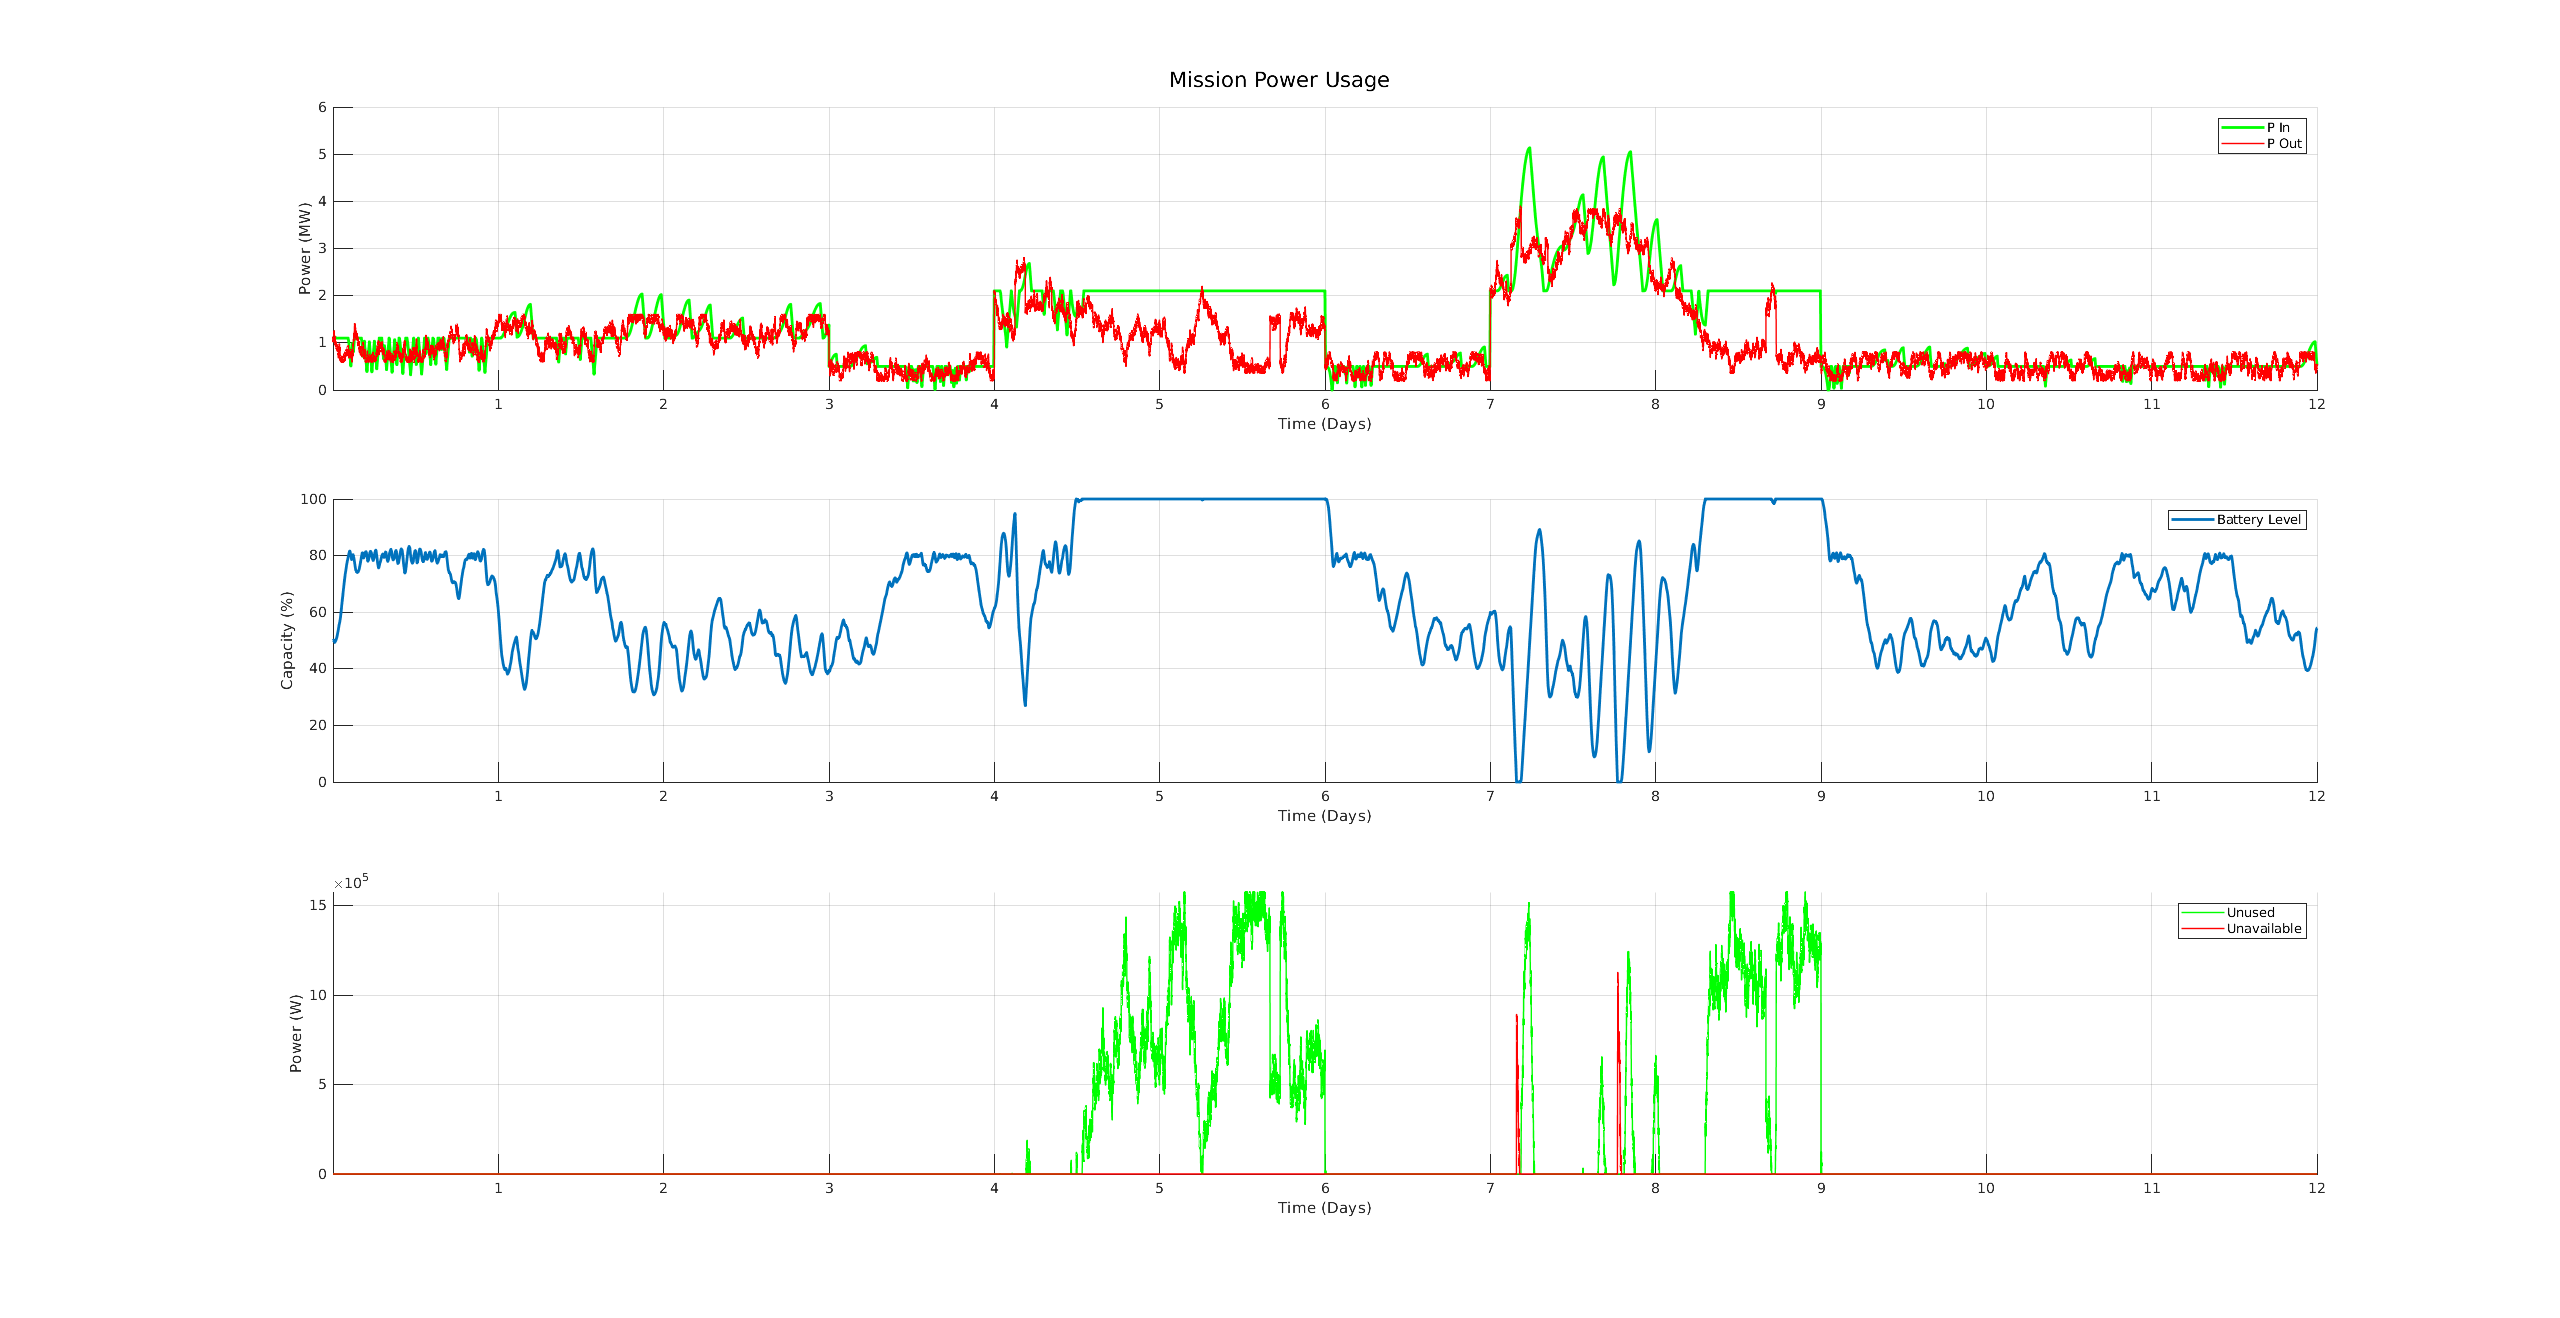 Mission Power Usage
6
5
4
3
2
1
0
Power (MW)
P In
P Out
1 2 3 4 5 6 7 8 9 10 11 12
Time (Days)
100
80
60
40
20
0
Capacity (%)
Battery Level
1 2 3 4 5 6 7 8 9 10 11 12
Time (Days)
×10⁵
15
10
5
0
Power (W)
Unused
Unavailable
1 2 3 4 5 6 7 8 9 10 11 12
Time (Days)